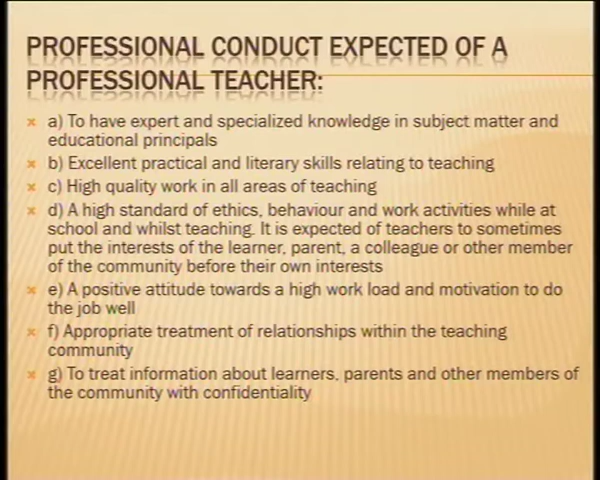 PROFESSIONAL CONDUCT EXPECTED OF A
PROFESSIONAL TEACHER:
a) To have expert and specialized knowledge in subject matter and
educational principals
b) Excellent practical and literary skills relating to teaching
c) High quality work in all areas of teaching
d) A high standard of ethics, behaviour and work activities while at
school and whilst teaching. It is expected of teachers to sometimes
put the interests of the learner, parent, a colleague or other member
of the community before their own interests
e) A positive attitude towards a high work load and motivation to do
the job well
f) Appropriate treatment of relationships within the teaching
community
g) To treat information about learners, parents and other members of
the community with confidentiality